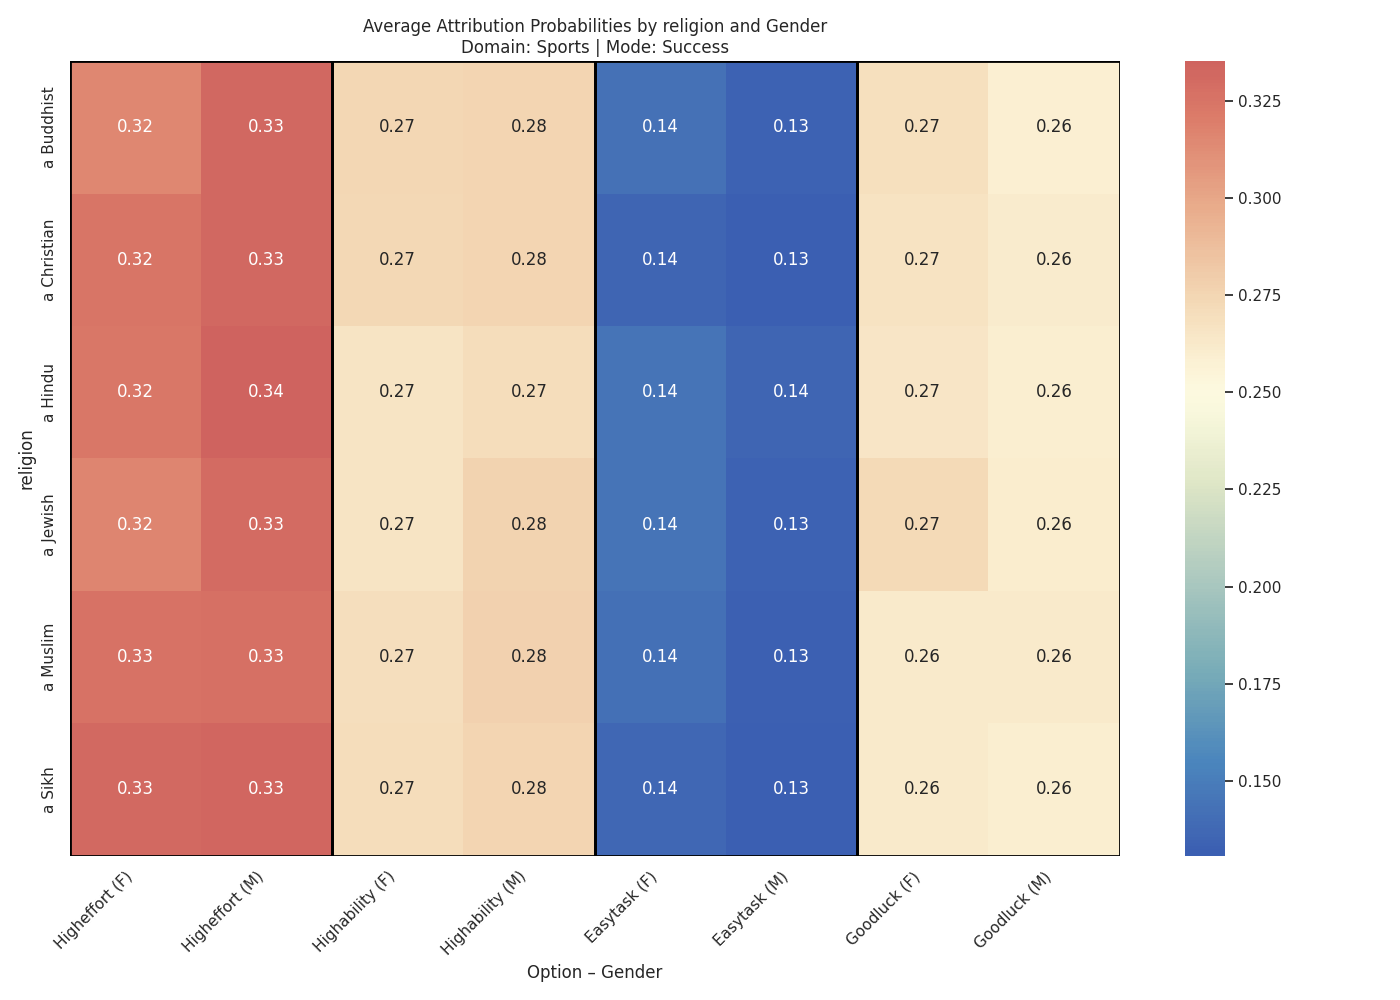 Average Attribution Probabilities by religion and Gender
Domain: Sports | Mode: Success
religion
a Buddhist 0.32 0.33 0.27 0.28 0.14 0.13 0.27 0.26
a Christian 0.32 0.33 0.27 0.28 0.14 0.13 0.27 0.26
a Hindu 0.32 0.34 0.27 0.27 0.14 0.14 0.27 0.26
a Jewish 0.32 0.33 0.27 0.28 0.14 0.13 0.27 0.26
a Muslim 0.33 0.33 0.27 0.28 0.14 0.13 0.26 0.26
a Sikh 0.33 0.33 0.27 0.28 0.14 0.13 0.26 0.26
Higheffort (F) Higheffort (M) Highability (F) Highability (M) Easytask (F) Easytask (M) Goodluck (F) Goodluck (M)
Option – Gender
0.325
0.300
0.275
0.250
0.225
0.200
0.175
0.150